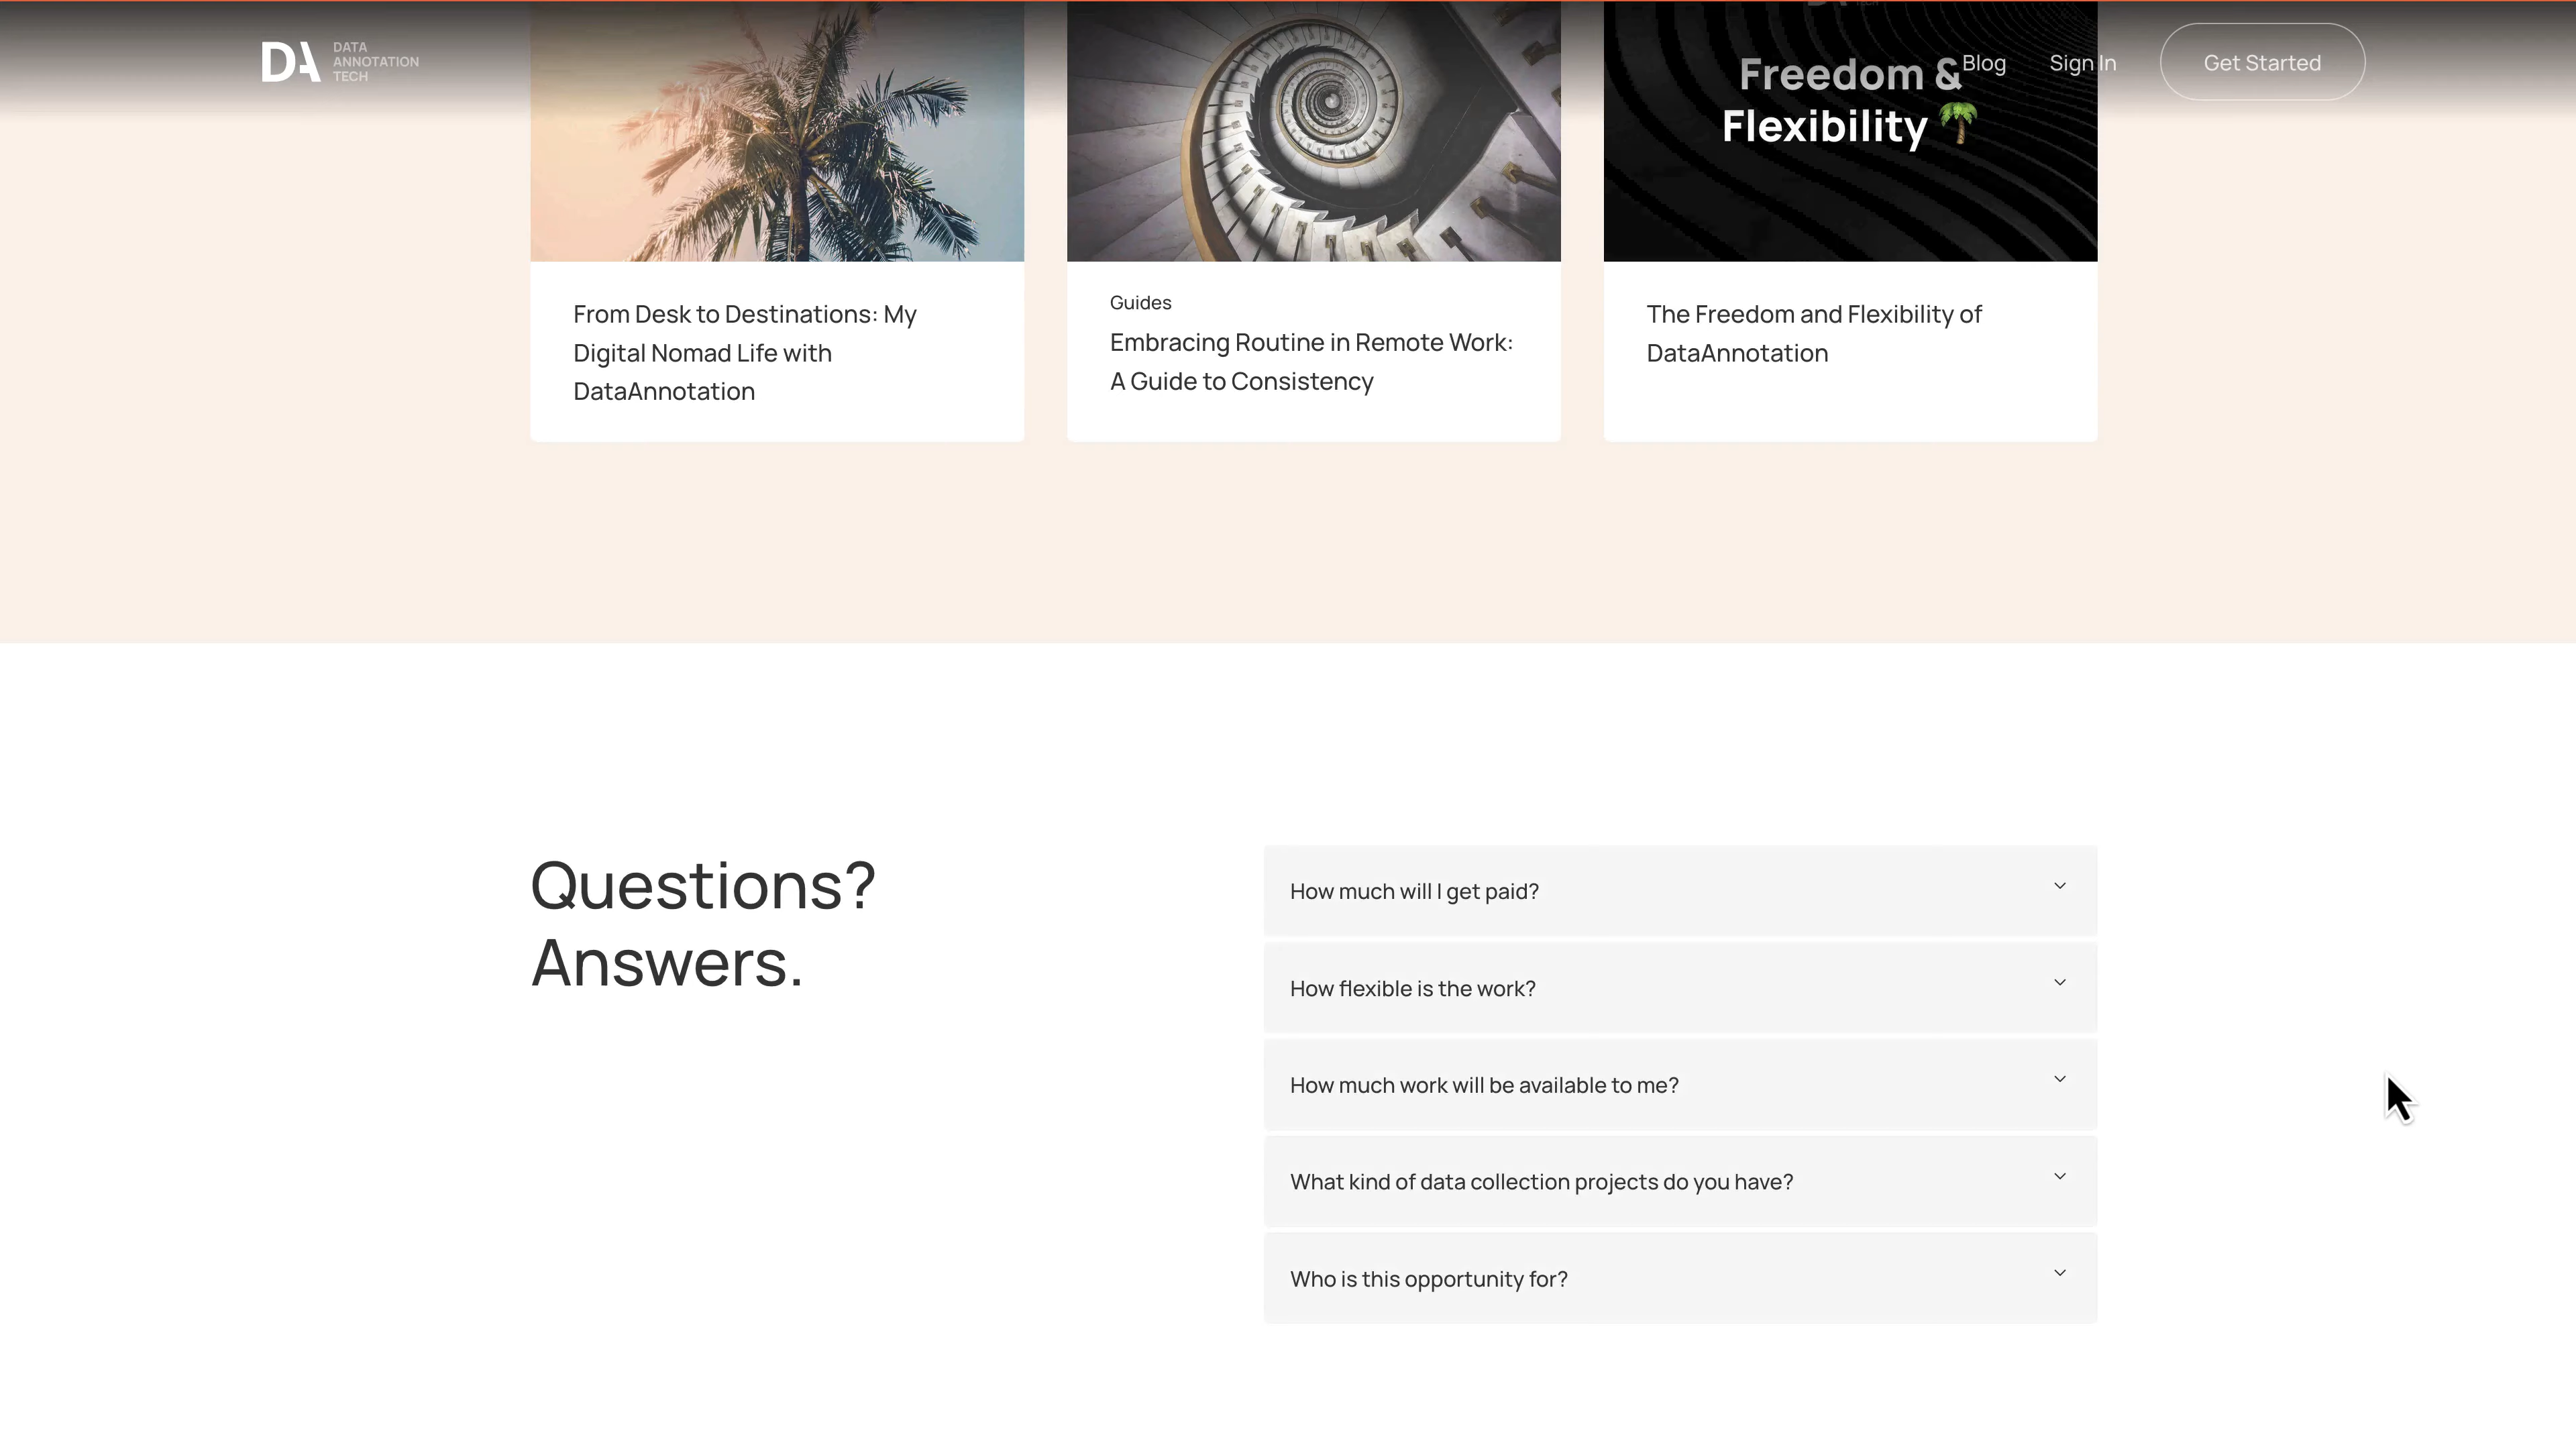 DATA
ANNOTATION
TECH
Blog
Sign In
Get Started
Freedom &
Flexibility 🌴
From Desk to Destinations: My
Digital Nomad Life with
DataAnnotation
Guides
Embracing Routine in Remote Work:
A Guide to Consistency
The Freedom and Flexibility of
DataAnnotation
Questions?
Answers.
How much will I get paid?
How flexible is the work?
How much work will be available to me?
What kind of data collection projects do you have?
Who is this opportunity for?